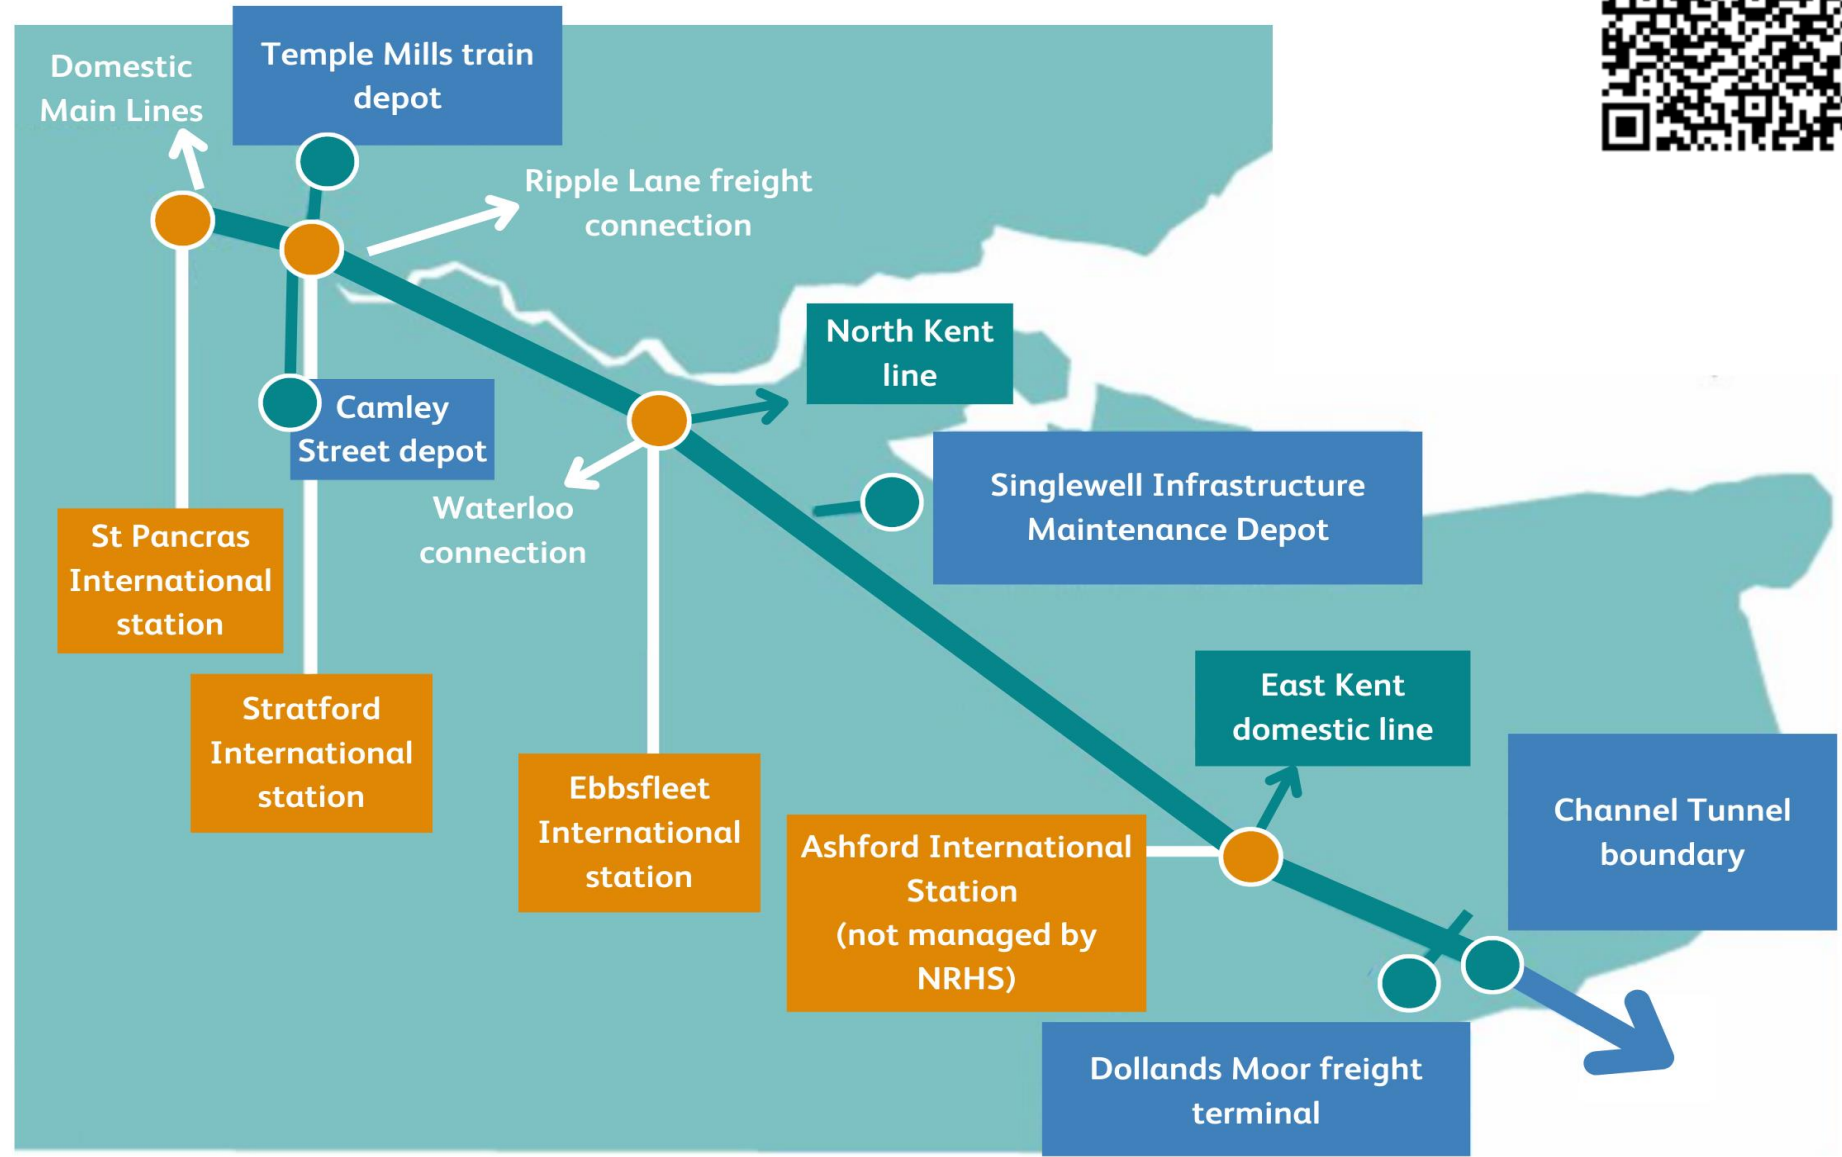 Domestic
Main Lines
Temple Mills train
depot
Ripple Lane freight
connection
North Kent
line
Camley
Street depot
Waterloo
connection
Singlewell Infrastructure
Maintenance Depot
St Pancras
International
station
Stratford
International
station
Ebbsfleet
International
station
East Kent
domestic line
Ashford International
Station
(not managed by
NRHS)
Channel Tunnel
boundary
Dollands Moor freight
terminal